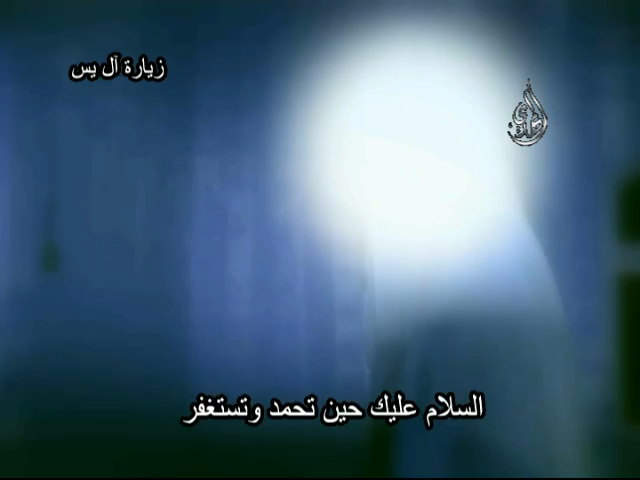 زيارة آل يس
السلام عليك حين تحمد وتستغفر